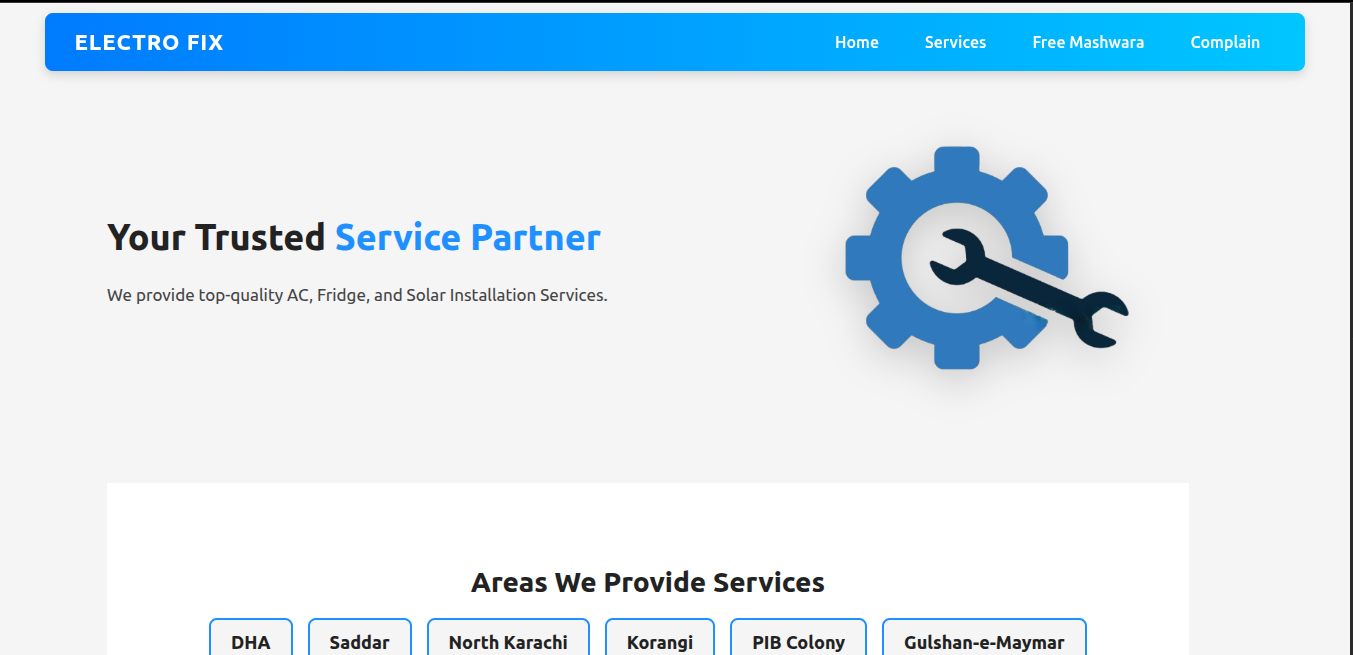 ELECTRO FIX
Home Services Free Mashwara Complain
Your Trusted Service Partner
We provide top-quality AC, Fridge, and Solar Installation Services.
Areas We Provide Services
DHA Saddar North Karachi Korangi PIB Colony Gulshan-e-Maymar